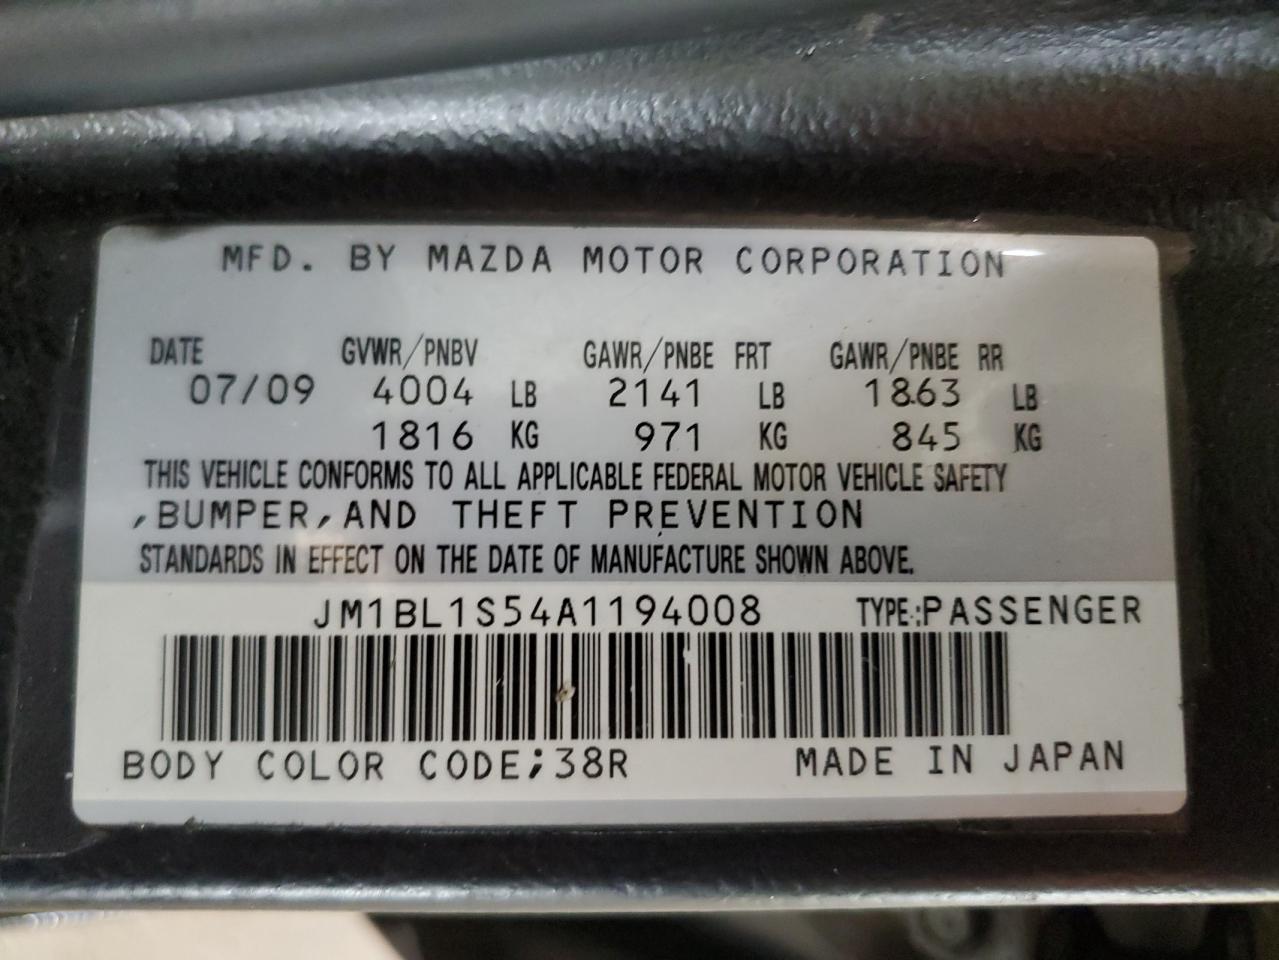 MFD. BY MAZDA MOTOR CORPORATION
DATE GVWR/PNBV GAWR/PNBE FRT GAWR/PNBE RR
07/09 4004 LB 2141 LB 1863 LB
1816 KG 971 KG 845 KG
THIS VEHICLE CONFORMS TO ALL APPLICABLE FEDERAL MOTOR VEHICLE SAFETY
,BUMPER,AND THEFT PREVENTION
STANDARDS IN EFFECT ON THE DATE OF MANUFACTURE SHOWN ABOVE.
JM1BL1S54A1194008 TYPE:PASSENGER
BODY COLOR CODE;38R MADE IN JAPAN